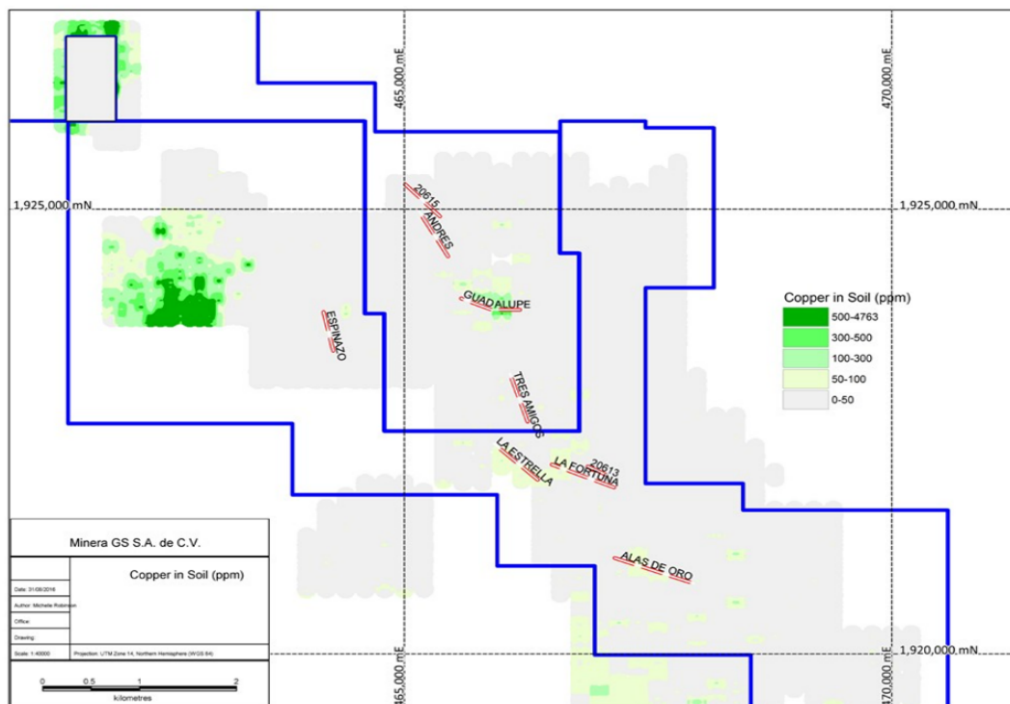 465,000 mE
470,000 mE
1,925,000 mN
1,925,000 mN
20615
ANDRES
GUADALUPE
ESPINAZO
TRES AMIGOS
LA ESTRELLA
LA FORTUNA
20613
ALAS DE ORO
Copper in Soil (ppm)
500-4763
300-500
100-300
50-100
0-50
1,920,000 mN
465,000 mE
470,000 mE
Minera GS S.A. de C.V.
Copper in Soil (ppm)
Author: Michelle Robinson
Office:
Drawing:
Scale: 1:40000
Projection: UTM Zone 14, Northern Hemisphere (WGS 84)
0 0.5 1 2
kilometres